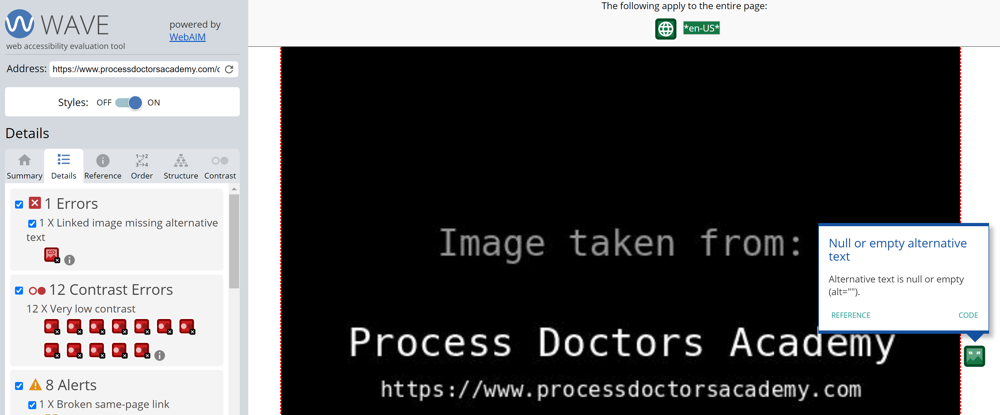 WAVE
powered by
WebAIM
web accessibility evaluation tool
Address: https://www.processdoctorsacademy.com/c
Styles: OFF ON
Details
Summary Details Reference Order Structure Contrast
1 Errors
1 X Linked image missing alternative
text
12 Contrast Errors
12 X Very low contrast
8 Alerts
1 X Broken same-page link
The following apply to the entire page:
*en-US*
Image taken from:
Process Doctors Academy
https://www.processdoctorsacademy.com
Null or empty alternative
text
Alternative text is null or empty
(alt="").
REFERENCE CODE